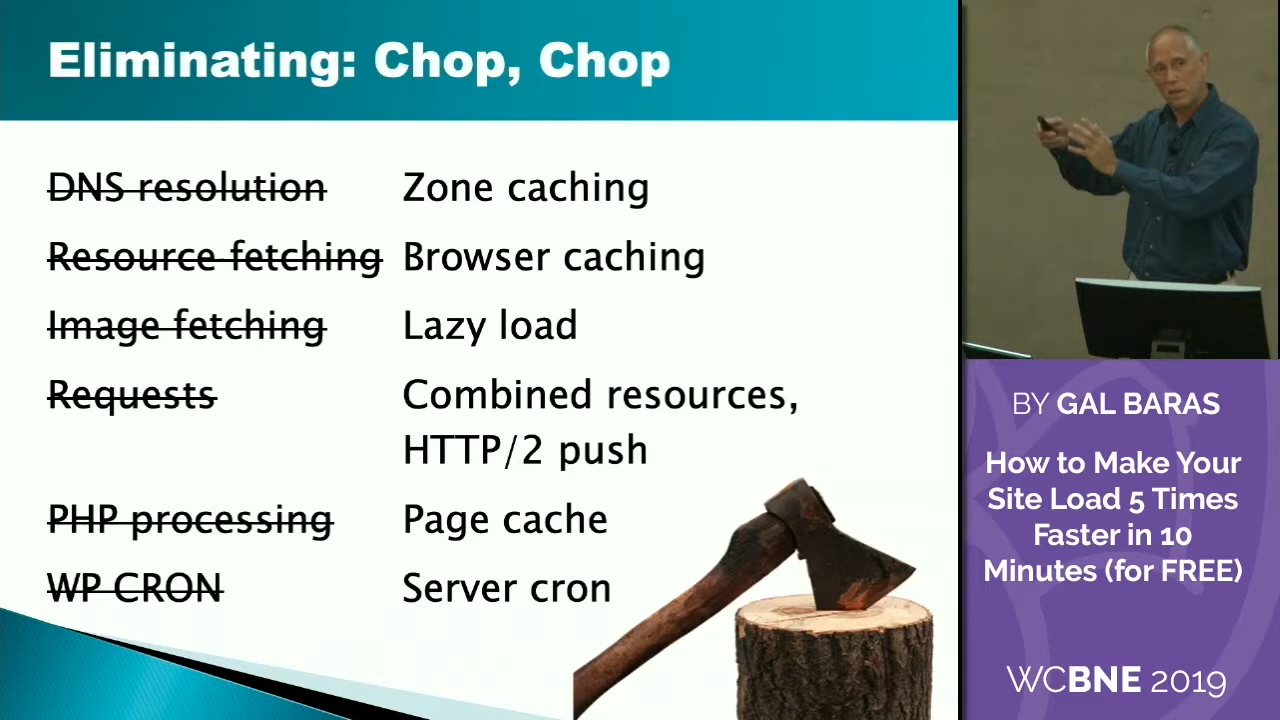 Eliminating: Chop, Chop
DNS resolution Zone caching
Resource fetching Browser caching
Image fetching Lazy load
Requests Combined resources,
HTTP/2 push
PHP processing Page cache
WP CRON Server cron
BY GAL BARAS
How to Make Your
Site Load 5 Times
Faster in 10
Minutes (for FREE)
WCBNE 2019